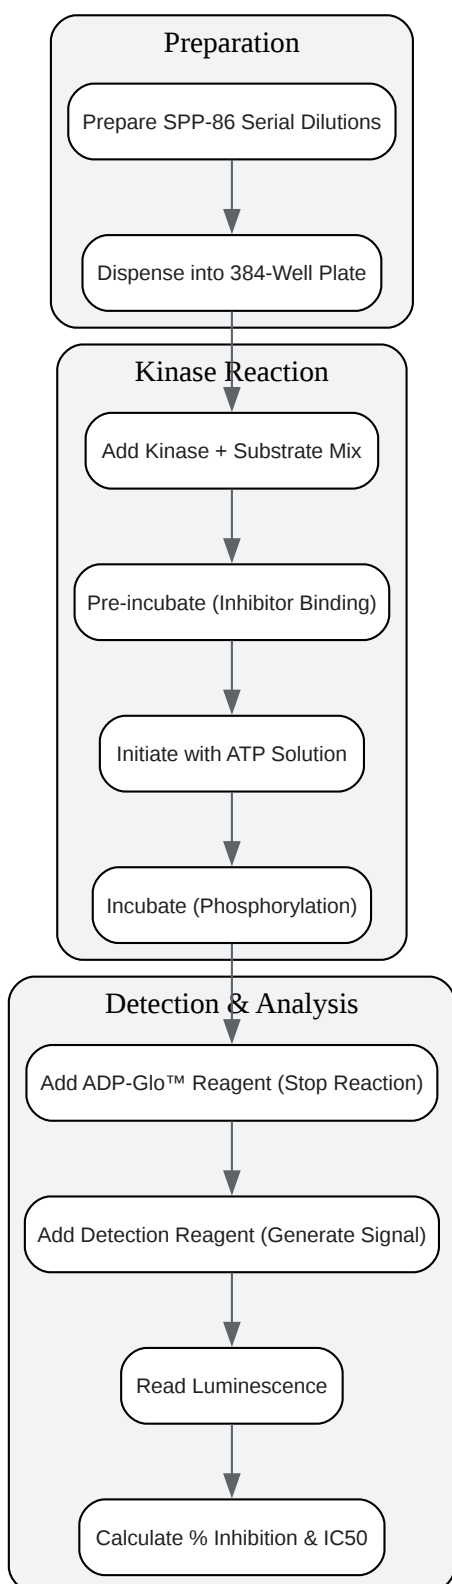 Preparation
Prepare SPP-86 Serial Dilutions
Dispense into 384-Well Plate
Kinase Reaction
Add Kinase + Substrate Mix
Pre-incubate (Inhibitor Binding)
Initiate with ATP Solution
Incubate (Phosphorylation)
Detection & Analysis
Add ADP-Glo™ Reagent (Stop Reaction)
Add Detection Reagent (Generate Signal)
Read Luminescence
Calculate % Inhibition & IC50